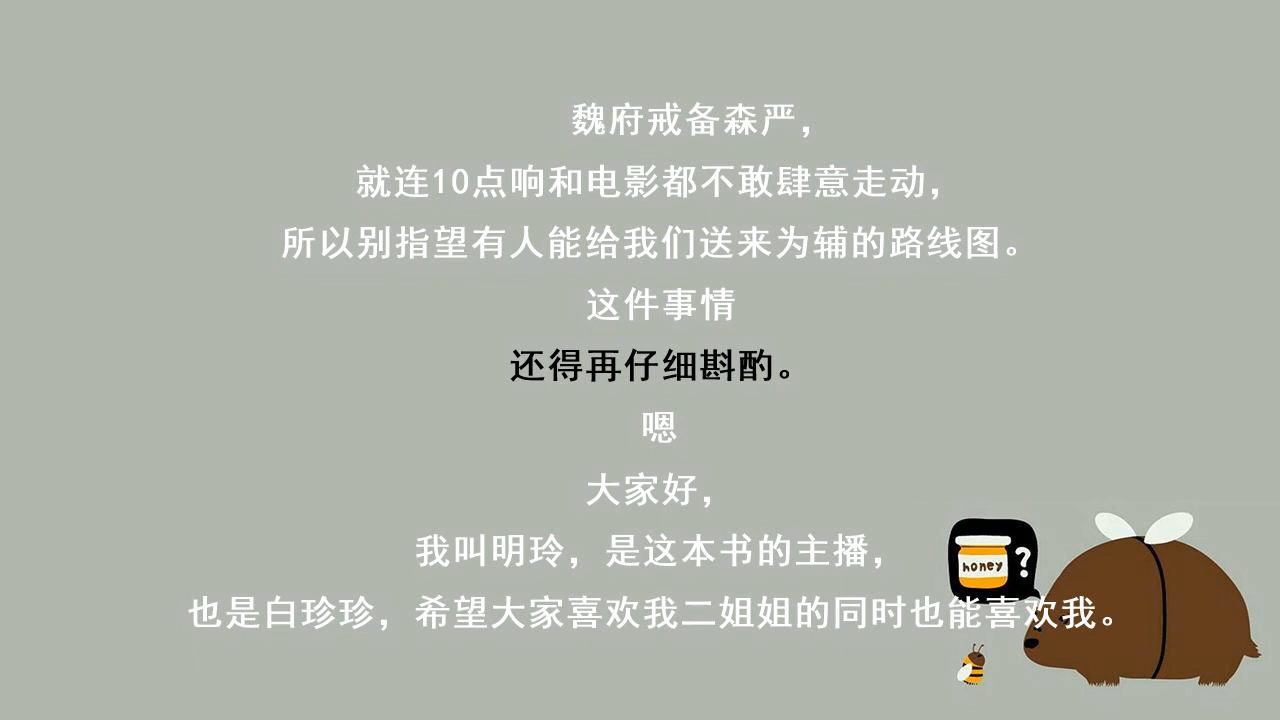 魏府戒备森严，
就连10点响和电影都不敢肆意走动，
所以别指望有人能给我们送来为辅的路线图。
这件事情
还得再仔细斟酌。
嗯
大家好，
我叫明玲，是这本书的主播，
也是白珍珍，希望大家喜欢我二姐姐的同时也能喜欢我。
honey
?